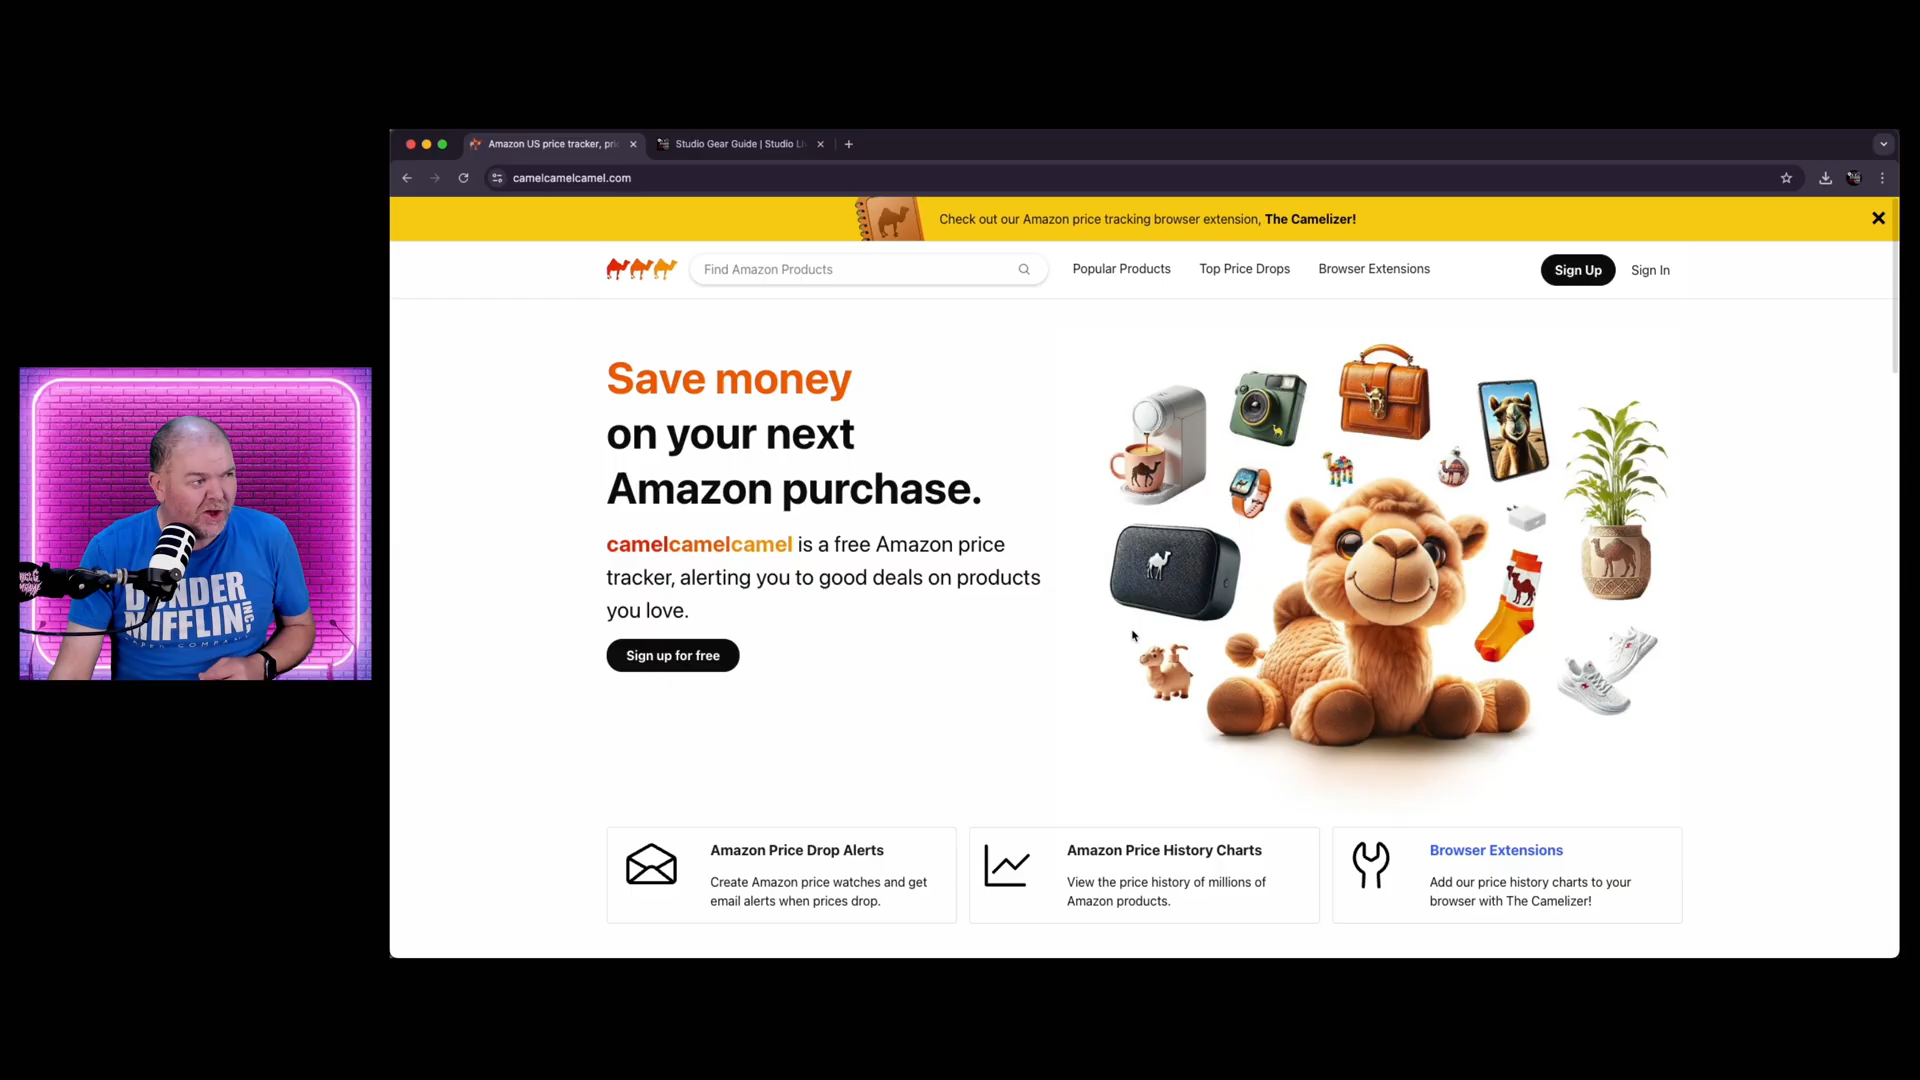 Amazon US price tracker, pri
Studio Gear Guide | Studio Li
camelcamelcamel.com
Check out our Amazon price tracking browser extension, The Camelizer!
Find Amazon Products
Popular Products
Top Price Drops
Browser Extensions
Sign Up
Sign In
Save money
on your next
Amazon purchase.
camelcamelcamel is a free Amazon price
tracker, alerting you to good deals on products
you love.
Sign up for free
DUNDER
MIFFLIN INC
PAPER COMPANY
Amazon Price Drop Alerts
Create Amazon price watches and get
email alerts when prices drop.
Amazon Price History Charts
View the price history of millions of
Amazon products.
Browser Extensions
Add our price history charts to your
browser with The Camelizer!